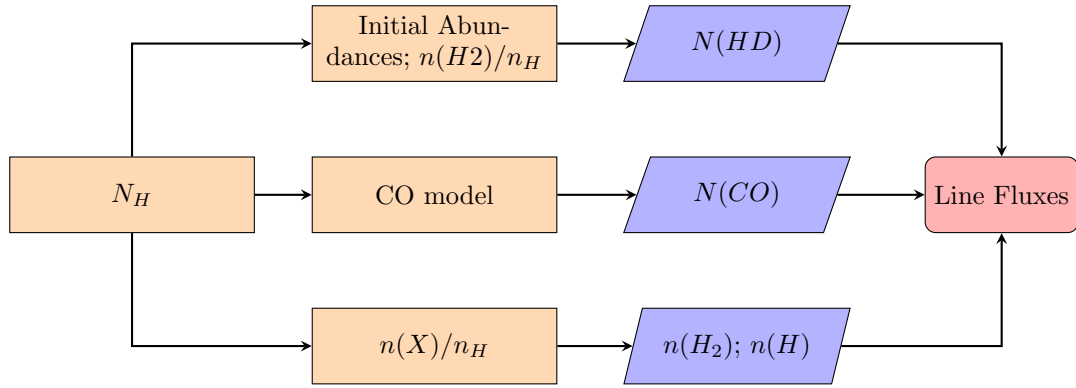 Initial Abun-
dances; n(H2)/n_H
N(HD)
N_H
CO model
N(CO)
Line Fluxes
n(X)/n_H
n(H_2); n(H)